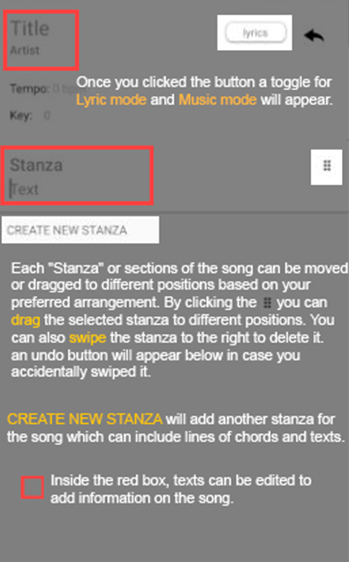 Title
lyrics
Artist
Tempo: 0
Once you clicked the button a toggle for
Lyric mode and Music mode will appear.
Key: 0
Stanza
Text
CREATE NEW STANZA
Each "Stanza" or sections of the song can be moved
or dragged to different positions based on your
preferred arrangement. By clicking the you can
drag the selected stanza to different positions. You
can also swipe the stanza to the right to delete it.
an undo button will appear below in case you
accidentally swiped it.
CREATE NEW STANZA will add another stanza for
the song which can include lines of chords and texts.
Inside the red box, texts can be edited to
add information on the song.